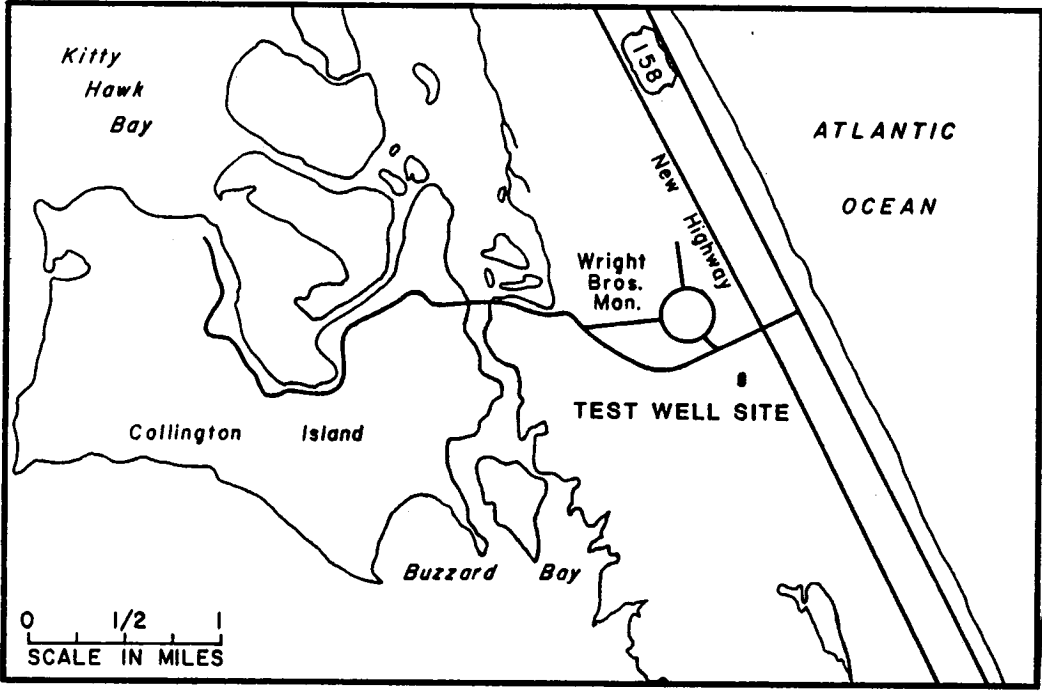 Kitty
Hawk
Bay
158
ATLANTIC
OCEAN
New Highway
Wright
Bros.
Mon.
TEST WELL SITE
Collington Island
Buzzard Bay
0 1/2 1
SCALE IN MILES